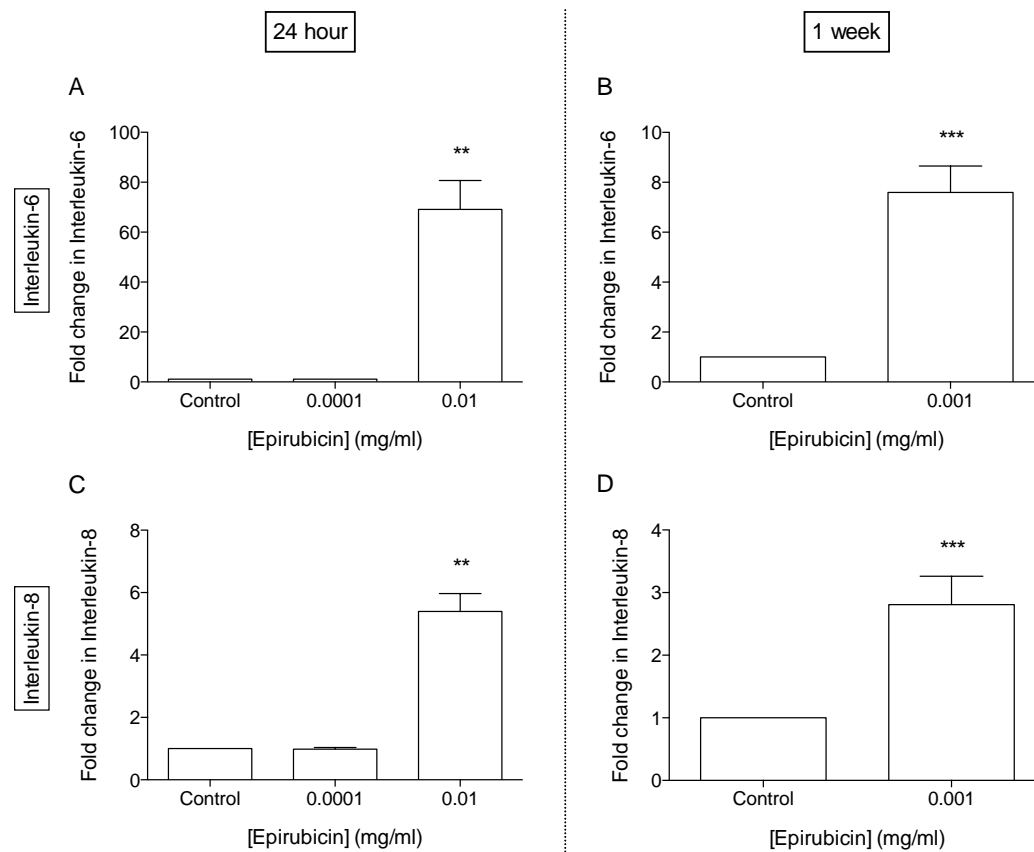 24 hour
1 week
Interleukin-6
A
Fold change in Interleukin-6
100
80
60
40
20
0
**
Control 0.0001 0.01
[Epirubicin] (mg/ml)
B
Fold change in Interleukin-6
10
8
6
4
2
0
***
Control 0.001
[Epirubicin] (mg/ml)
Interleukin-8
C
Fold change in Interleukin-8
8
6
4
2
0
**
Control 0.0001 0.01
[Epirubicin] (mg/ml)
D
Fold change in Interleukin-8
4
3
2
1
0
***
Control 0.001
[Epirubicin] (mg/ml)